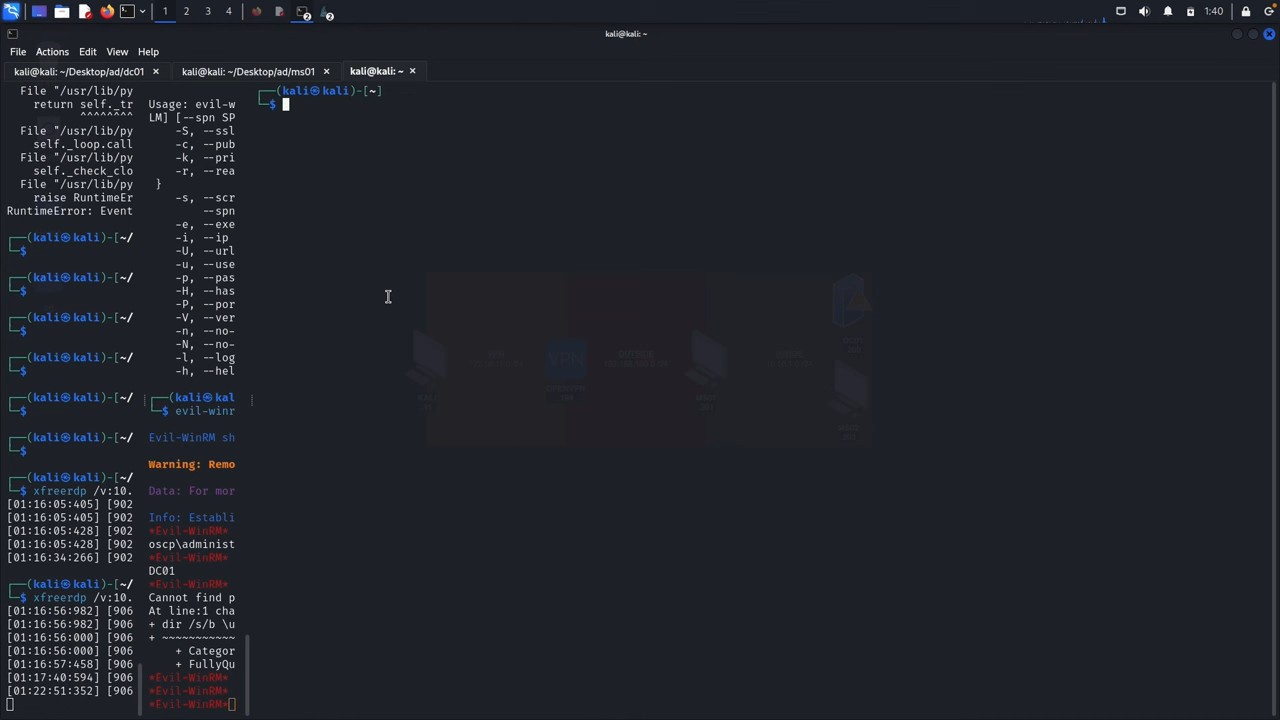 1
2
3
4
2
2
1:40
kali@kali: ~
File Actions Edit View Help
kali@kali: ~/Desktop/ad/dc01
kali@kali: ~/Desktop/ad/ms01
kali@kali: ~
File "/usr/lib/py
return self._tr
^^^^^^^^
File "/usr/lib/py
self._loop.call
File "/usr/lib/py
self._check_clo
File "/usr/lib/py
raise RuntimeEr
RuntimeError: Event
┌──(kali㉿kali)-[~/
└─$
┌──(kali㉿kali)-[~/
└─$
┌──(kali㉿kali)-[~/
└─$
┌──(kali㉿kali)-[~/
└─$
┌──(kali㉿kali)-[~/
└─$
┌──(kali㉿kali)-[~/
└─$
┌──(kali㉿kali)-[~/
└─$ xfreerdp /v:10.
[01:16:05:405] [902
[01:16:05:417] [902
[01:16:05:428] [902
[01:16:05:428] [902
[01:16:34:266] [902
┌──(kali㉿kali)-[~/
└─$ xfreerdp /v:10.
[01:16:56:982] [906
[01:16:56:982] [906
[01:16:56:000] [906
[01:16:56:000] [906
[01:16:57:458] [906
[01:17:40:594] [906
[01:22:51:352] [906
Usage: evil-w
LM] [--spn SP
-S, --ssl
-c, --pub
-k, --pri
-r, --rea
}
-s, --scr
--spn
-e, --exe
-i, --ip
-U, --url
-u, --use
-p, --pas
-H, --has
-P, --por
-V, --ver
-n, --no-
-N, --no-
-l, --log
-h, --hel
┌──(kali㉿kal
└─$ evil-winr
Evil-WinRM sh
Warning: Remo
Data: For mor
Info: Establi
*Evil-WinRM*
oscp\administ
*Evil-WinRM*
DC01
*Evil-WinRM*
Cannot find p
At line:1 cha
+ dir /s/b \u
+ ~~~~~~~~~~~
+ Categor
+ FullyQu
*Evil-WinRM*
*Evil-WinRM*
*Evil-WinRM*
┌──(kali㉿kali)-[~]
└─$
VPN
DC01